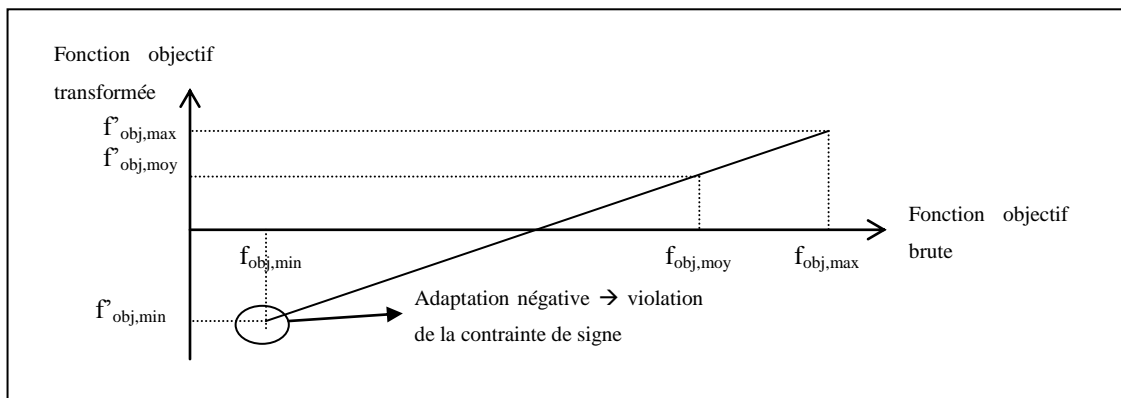 Fonction objectif
transformée
f’obj,max
f’obj,moy
Fonction objectif
brute
fobj,min
fobj,moy
fobj,max
f’obj,min
Adaptation négative → violation
de la contrainte de signe